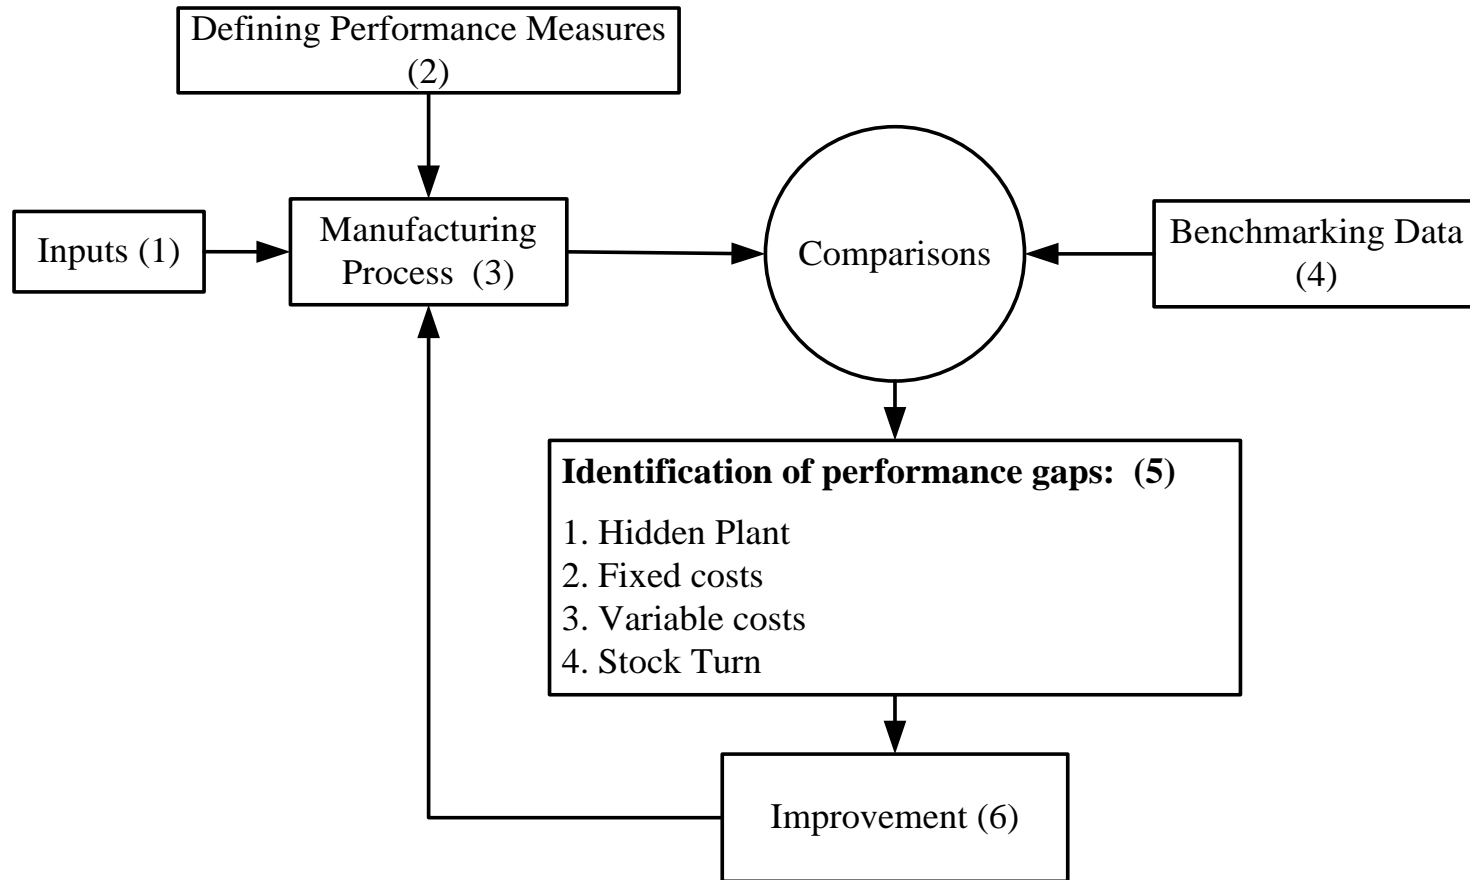 Defining Performance Measures
(2)
Inputs (1)
Manufacturing
Process (3)
Comparisons
Benchmarking Data
(4)
Identification of performance gaps: (5)
1. Hidden Plant
2. Fixed costs
3. Variable costs
4. Stock Turn
Improvement (6)